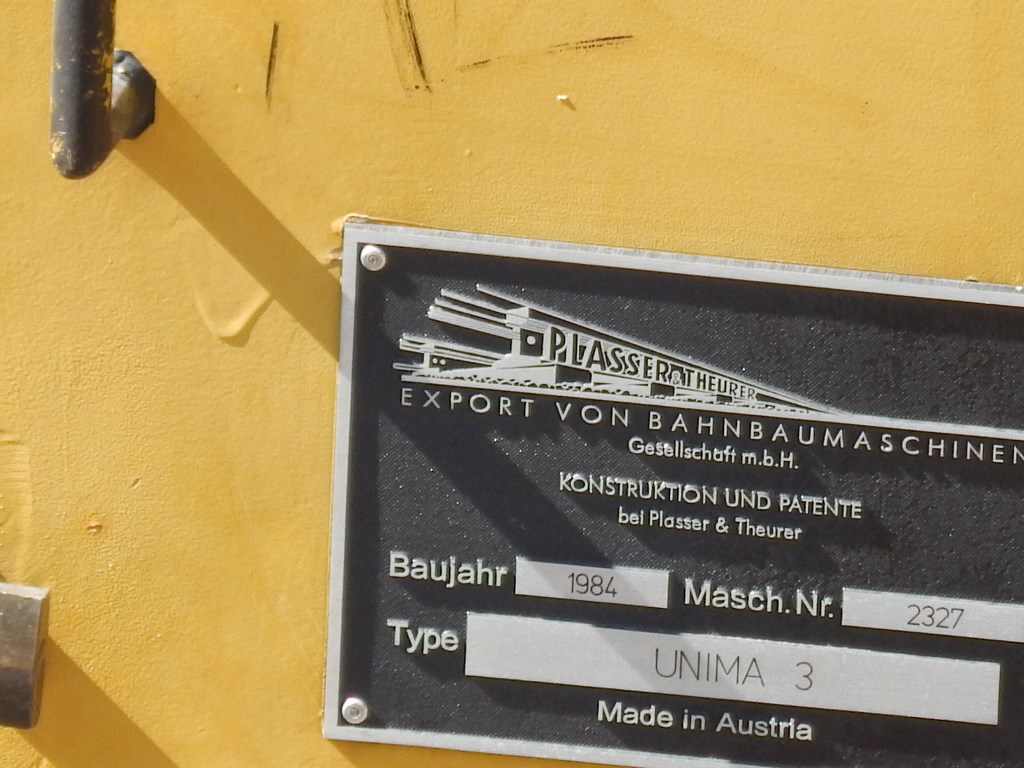 PLASSER & THEURER
EXPORT VON BAHNBAUMASCHINEN
Gesellschaft m.b.H.
KONSTRUKTION UND PATENTE
bei Plasser & Theurer
Baujahr 1984 Masch.Nr. 2327
Type UNIMA 3
Made in Austria